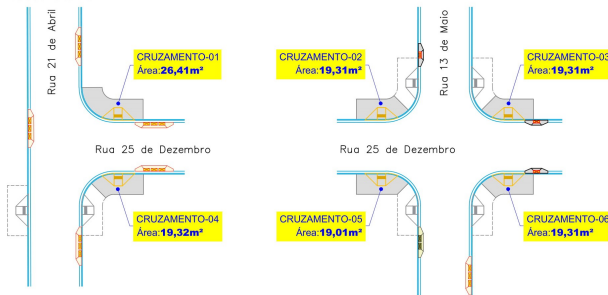 Rua 21 de Abril
Rua 13 de Maio
CRUZAMENTO-01
Área:26,41m²
CRUZAMENTO-02
Área:19,31m²
CRUZAMENTO-03
Área:19,31m²
Rua 25 de Dezembro
Rua 25 de Dezembro
CRUZAMENTO-04
Área:19,32m²
CRUZAMENTO-05
Área:19,01m²
CRUZAMENTO-06
Área:19,31m²